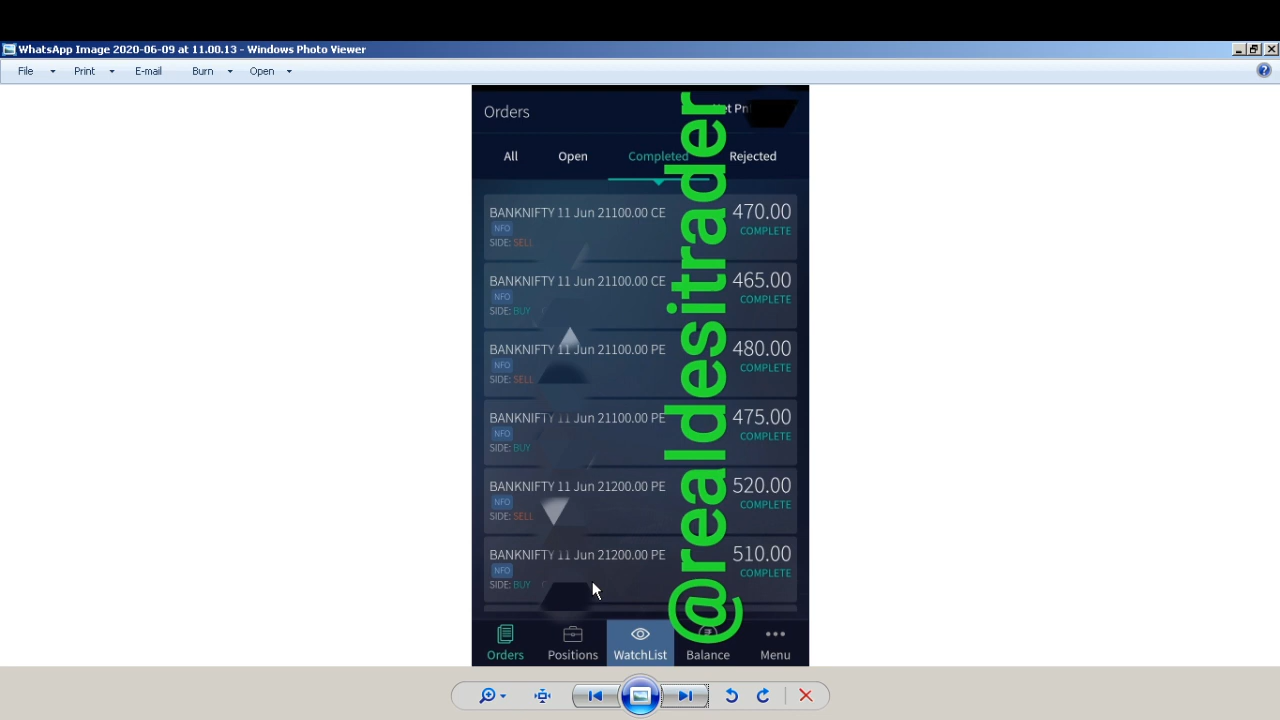 WhatsApp Image 2020-06-09 at 11.00.13 - Windows Photo Viewer
File Print E-mail Burn Open
Orders
All Open Completed Rejected
BANKNIFTY 11 Jun 21100.00 CE 470.00
NFO COMPLETE
SIDE: SELL
BANKNIFTY 11 Jun 21100.00 CE 465.00
NFO COMPLETE
SIDE: BUY
BANKNIFTY 11 Jun 21100.00 PE 480.00
NFO COMPLETE
SIDE: SELL
BANKNIFTY 11 Jun 21100.00 PE 475.00
NFO COMPLETE
SIDE: BUY
BANKNIFTY 11 Jun 21200.00 PE 520.00
NFO COMPLETE
SIDE: SELL
BANKNIFTY 11 Jun 21200.00 PE 510.00
NFO COMPLETE
SIDE: BUY
@realdesitrader
Orders Positions WatchList Balance Menu